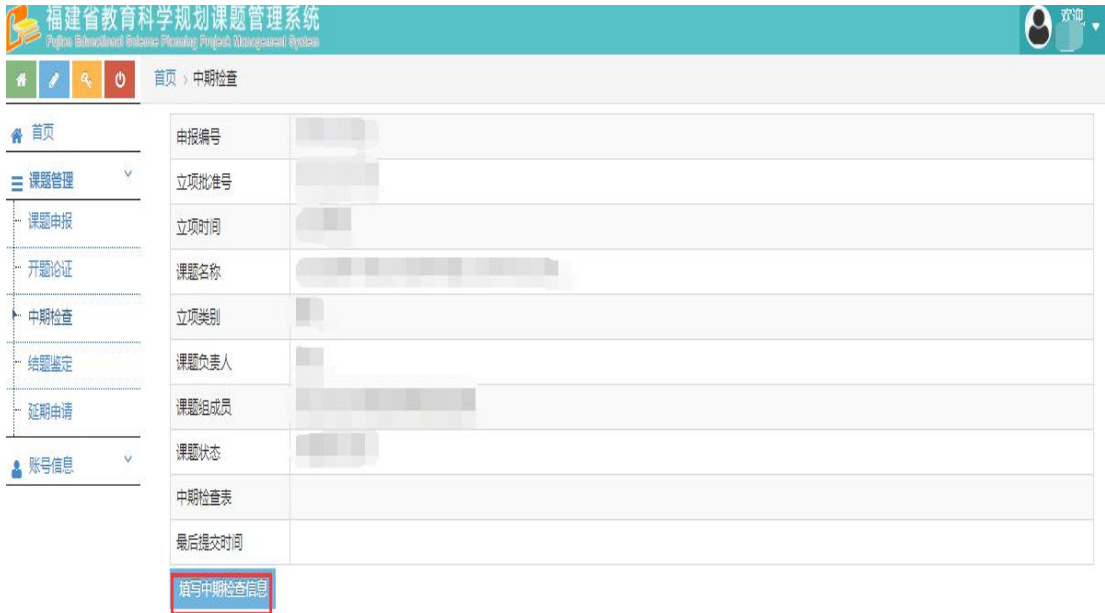 福建省教育科学规划课题管理系统
Fujian Educational Science Planning Project Management System
欢迎,
首页 › 中期检查
首页
课题管理
课题申报
开题论证
中期检查
结题鉴定
延期申请
账号信息
申报编号
立项批准号
立项时间
课题名称
立项类别
课题负责人
课题组成员
课题状态
中期检查表
最后提交时间
填写中期检查信息